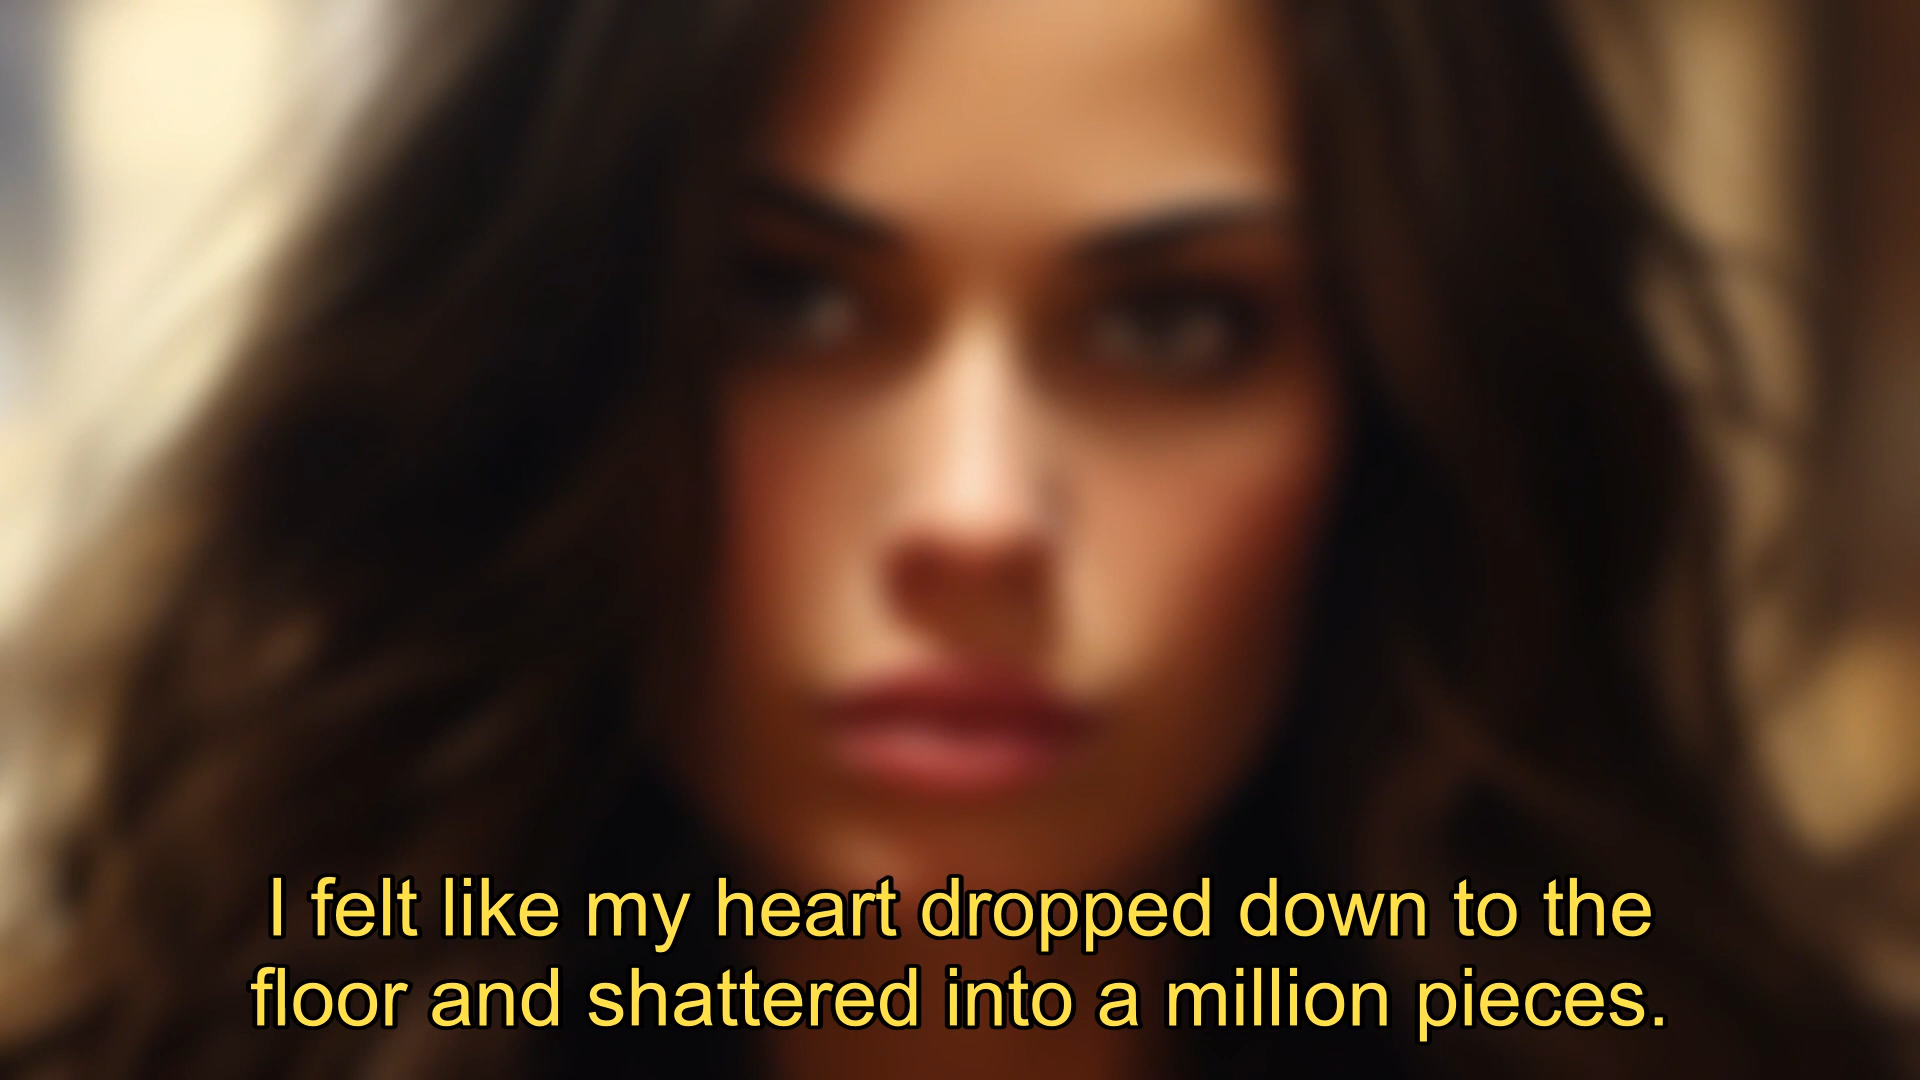 I felt like my heart dropped down to the
floor and shattered into a million pieces.